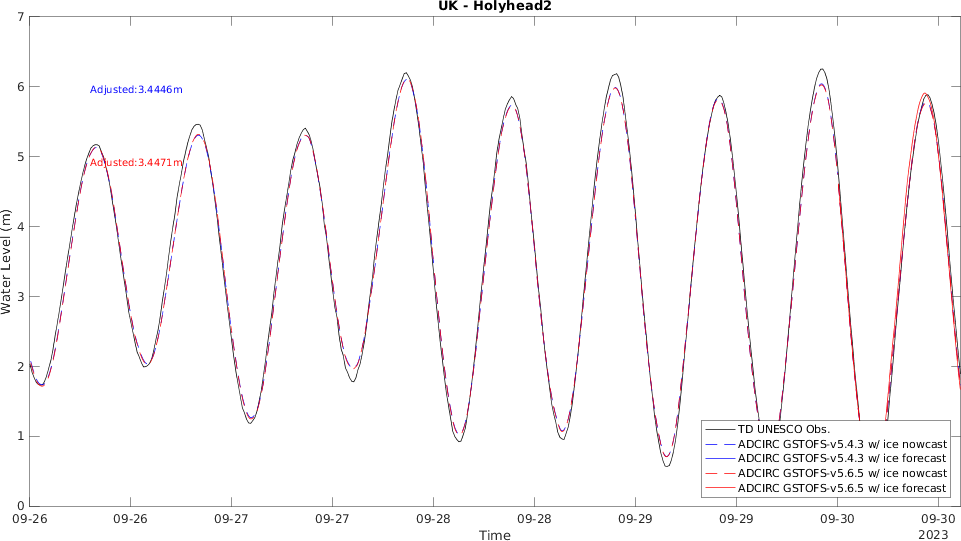 UK - Holyhead2
7
6
5
4
3
2
1
0
Water Level (m)
Adjusted:3.4446m
Adjusted:3.4471m
TD UNESCO Obs.
ADCIRC GSTOFS-v5.4.3 w/ ice nowcast
ADCIRC GSTOFS-v5.4.3 w/ ice forecast
ADCIRC GSTOFS-v5.6.5 w/ ice nowcast
ADCIRC GSTOFS-v5.6.5 w/ ice forecast
09-26 09-26 09-27 09-27 09-28 09-28 09-29 09-29 09-30 09-30
Time 2023